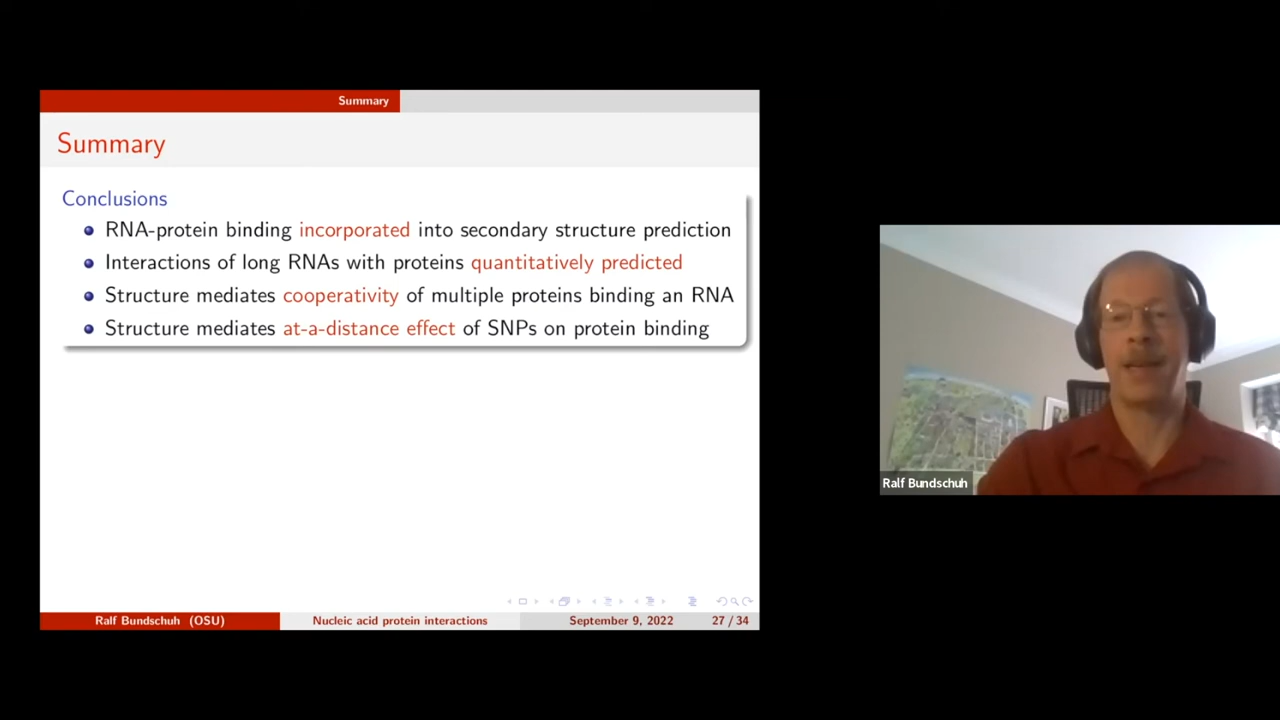 Summary
Summary
Conclusions
RNA-protein binding incorporated into secondary structure prediction
Interactions of long RNAs with proteins quantitatively predicted
Structure mediates cooperativity of multiple proteins binding an RNA
Structure mediates at-a-distance effect of SNPs on protein binding
Ralf Bundschuh
Ralf Bundschuh (OSU) Nucleic acid protein interactions September 9, 2022 27 / 34